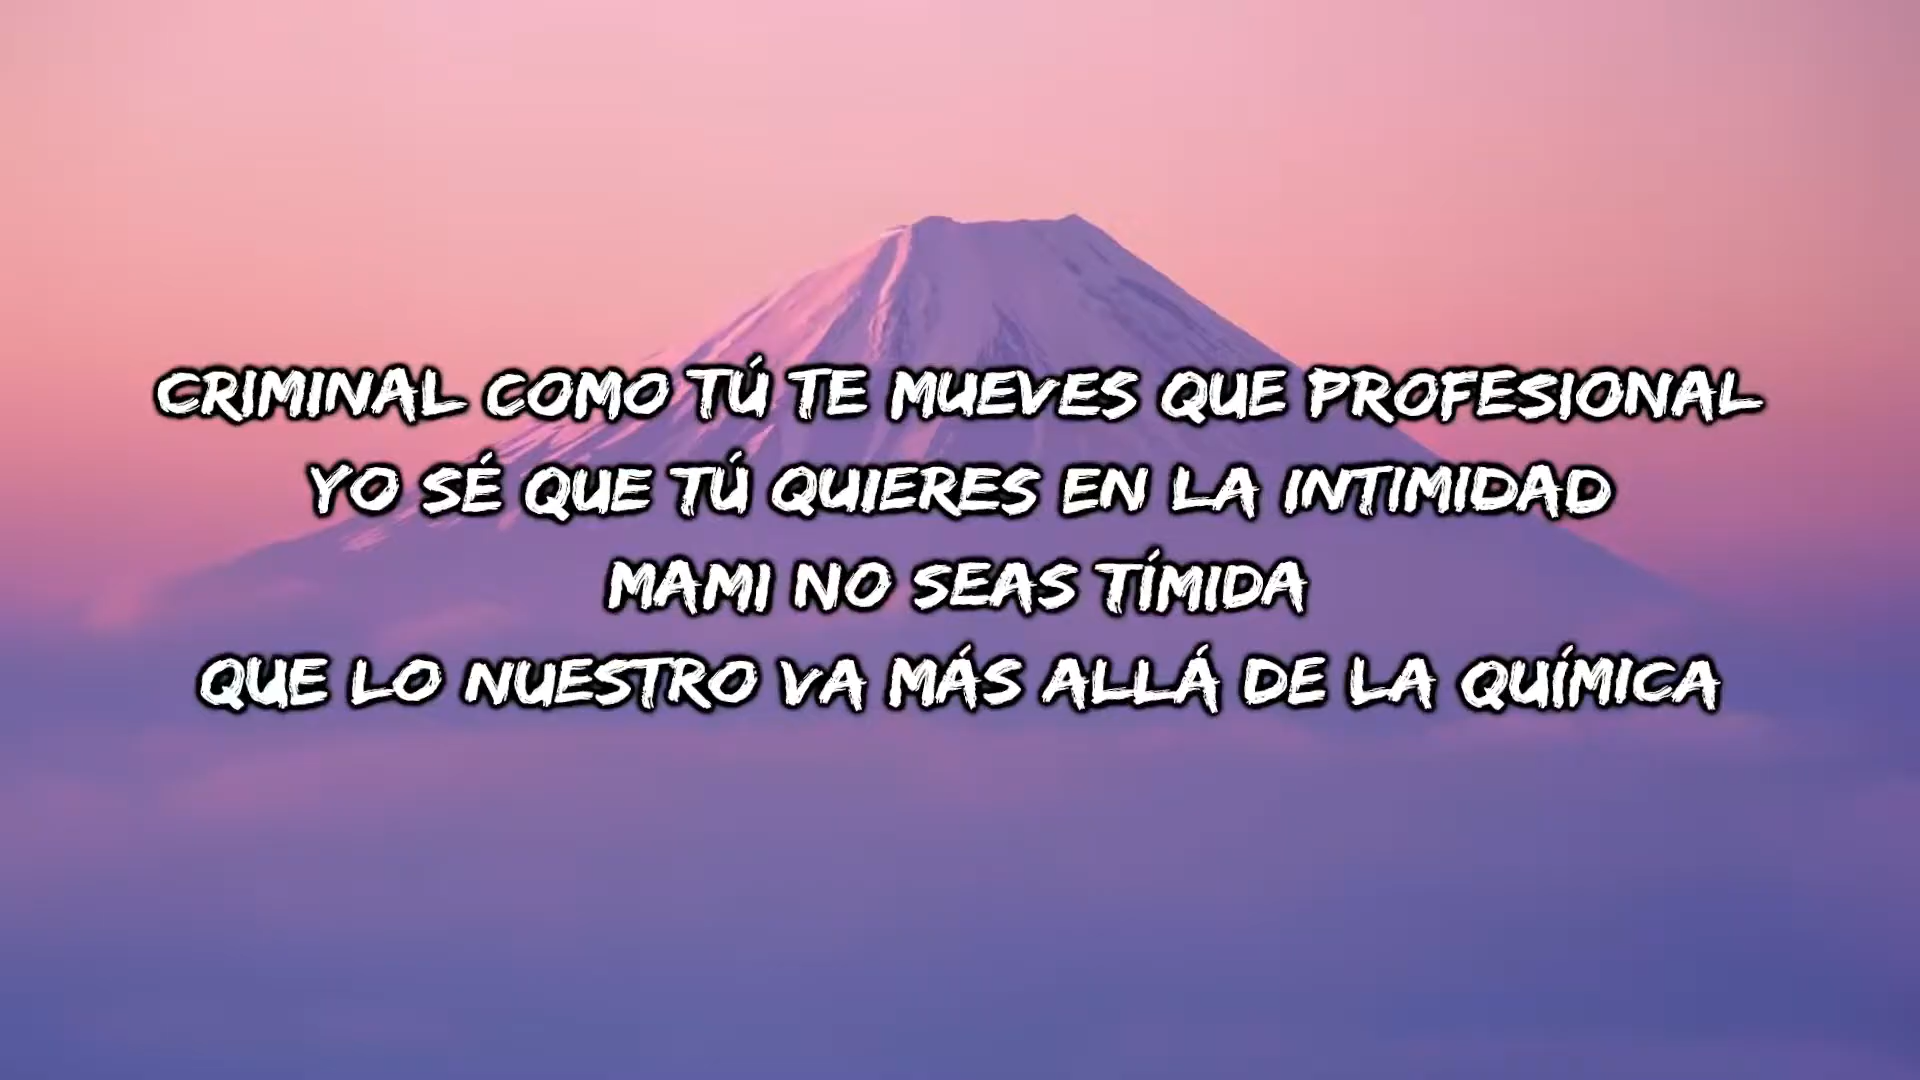 CRIMINAL COMO TÚ TE MUEVES QUE PROFESIONAL
YO SÉ QUE TÚ QUIERES EN LA INTIMIDAD
MAMI NO SEAS TÍMIDA
QUE LO NUESTRO VA MÁS ALLÁ DE LA QUÍMICA